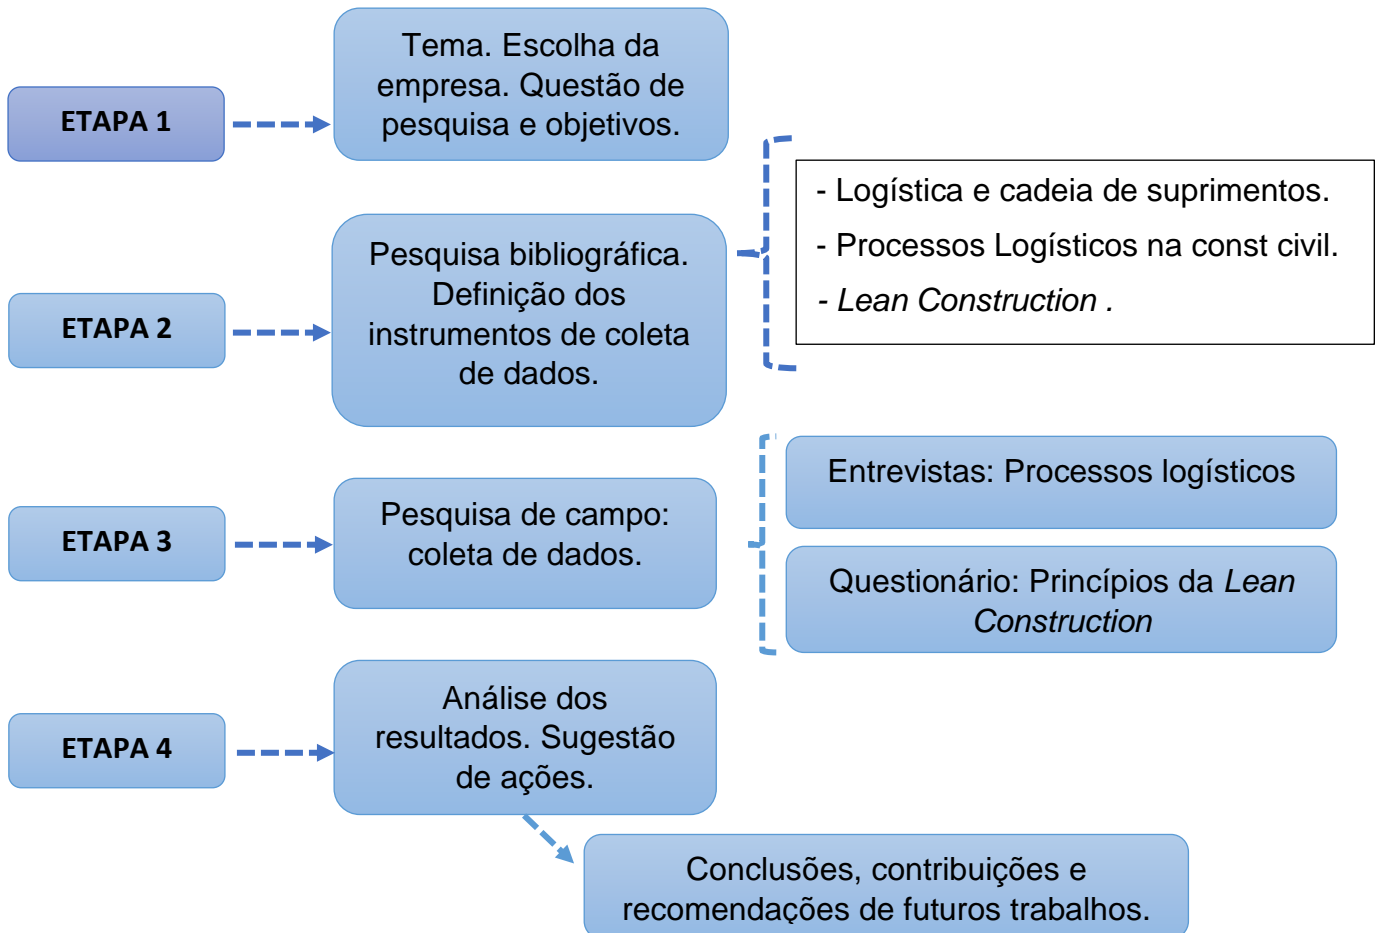 ETAPA 1
Tema. Escolha da
empresa. Questão de
pesquisa e objetivos.
ETAPA 2
Pesquisa bibliográfica.
Definição dos
instrumentos de coleta
de dados.
- Logística e cadeia de suprimentos.
- Processos Logísticos na const civil.
- Lean Construction .
ETAPA 3
Pesquisa de campo:
coleta de dados.
Entrevistas: Processos logísticos
Questionário: Princípios da Lean
Construction
ETAPA 4
Análise dos
resultados. Sugestão
de ações.
Conclusões, contribuições e
recomendações de futuros trabalhos.